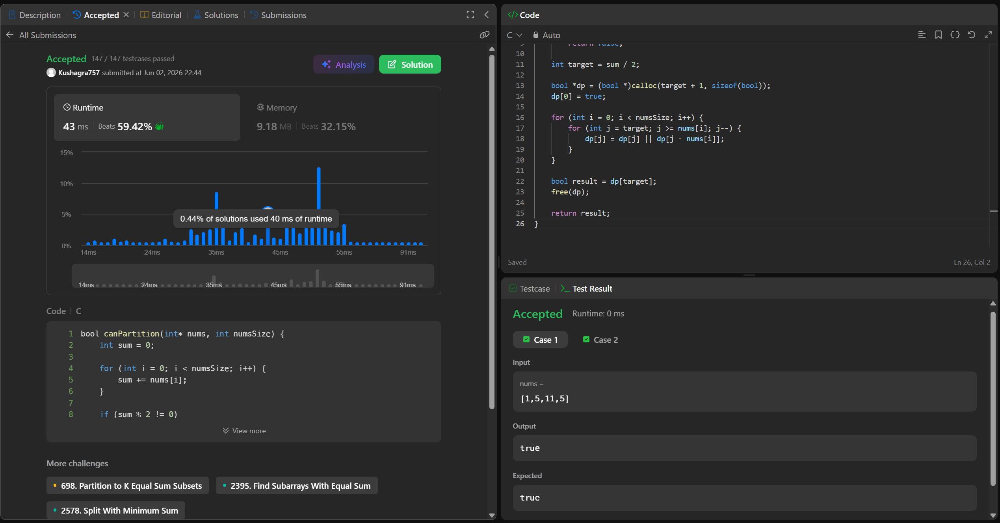 Description
Accepted
Editorial
Solutions
Submissions
All Submissions
Accepted 147 / 147 testcases passed
Kushagra757 submitted at Jun 02, 2026 22:44
Analysis
Solution
Runtime
43 ms | Beats 59.42%
Memory
9.18 MB | Beats 32.15%
15%
10%
5%
0%
0.44% of solutions used 40 ms of runtime
14ms 24ms 35ms 45ms 55ms 91ms
14ms 24ms 35ms 45ms 55ms 91ms
Code | C
1 bool canPartition(int* nums, int numsSize) {
2     int sum = 0;
3
4     for (int i = 0; i < numsSize; i++) {
5         sum += nums[i];
6     }
7
8     if (sum % 2 != 0)
View more
More challenges
698. Partition to K Equal Sum Subsets
2395. Find Subarrays With Equal Sum
2578. Split With Minimum Sum
</> Code
C
Auto
9         return false;
10
11     int target = sum / 2;
12
13     bool *dp = (bool *)calloc(target + 1, sizeof(bool));
14     dp[0] = true;
15
16     for (int i = 0; i < numsSize; i++) {
17         for (int j = target; j >= nums[i]; j--) {
18             dp[j] = dp[j] || dp[j - nums[i]];
19         }
20     }
21
22     bool result = dp[target];
23     free(dp);
24
25     return result;
26 }
Saved
Ln 26, Col 2
Testcase
Test Result
Accepted Runtime: 0 ms
Case 1
Case 2
Input
nums =
[1,5,11,5]
Output
true
Expected
true